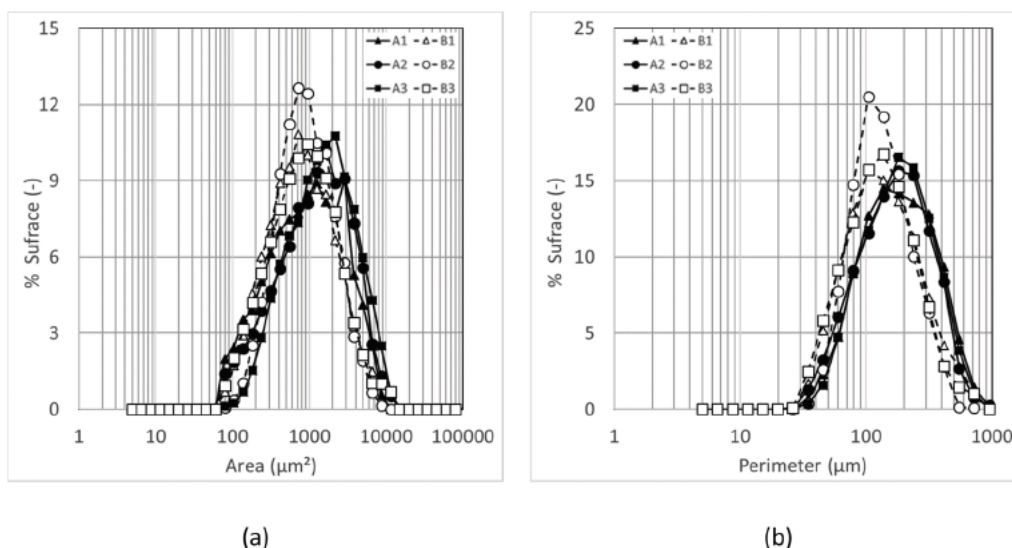 15
12
9
6
3
0
% Sufrace (-)
A1 B1
A2 B2
A3 B3
1 10 100 1000 10000 100000
Area (µm²)
(a)
25
20
15
10
5
0
% Sufrace (-)
A1 B1
A2 B2
A3 B3
1 10 100 1000
Perimeter (µm)
(b)